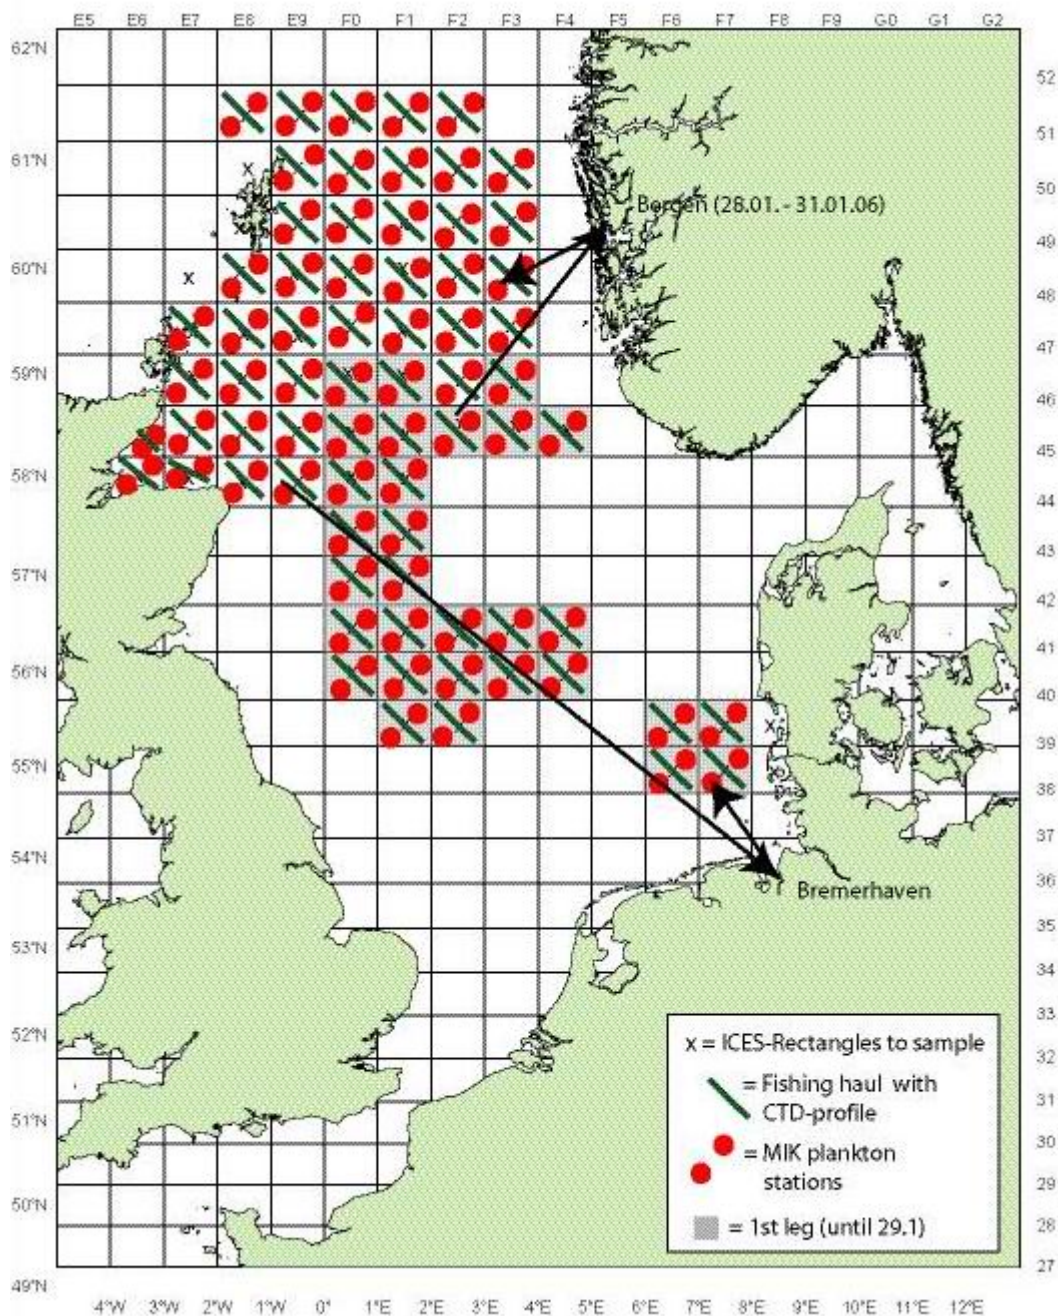 E5 E6 E7 E8 E9 F0 F1 F2 F3 F4 F5 F6 F7 F8 F9 G0 G1 G2
62°N
52
51
61°N
50
Bergen (28.01. - 31.01.06)
49
60°N
48
47
59°N
46
45
58°N
44
43
57°N
42
41
56°N
40
39
55°N
38
37
54°N
36
Bremerhaven
53°N
35
34
33
52°N
x = ICES-Rectangles to sample
32
= Fishing haul with
CTD-profile
31
51°N
30
= MIK plankton
stations
29
50°N
= 1st leg (until 29.1)
28
27
49°N
4°W 3°W 2°W 1°W 0° 1°E 2°E 3°E 4°E 5°E 6°E 7°E 8°E 9°E 10°E 11°E 12°E